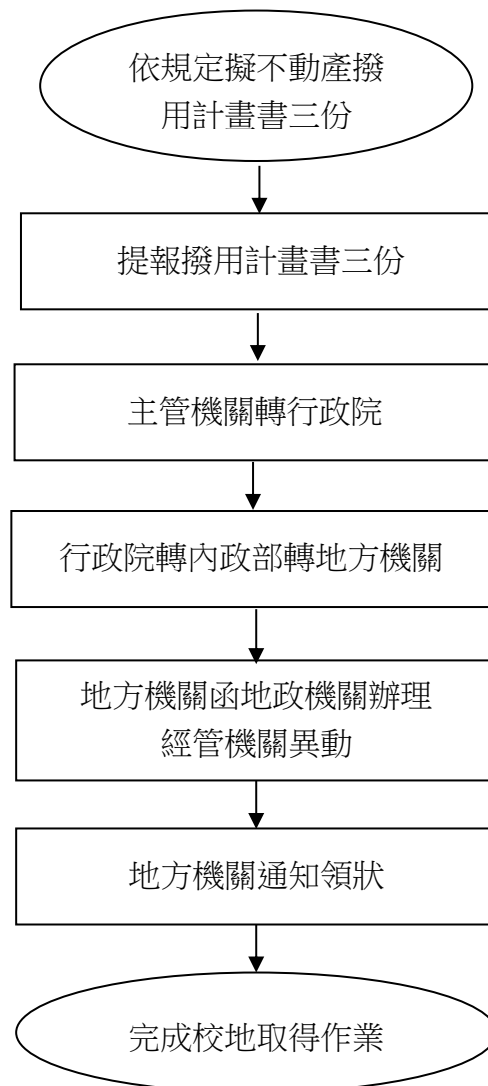 依規定擬不動產撥
用計畫書三份
提報撥用計畫書三份
主管機關轉行政院
行政院轉內政部轉地方機關
地方機關函地政機關辦理
經管機關異動
地方機關通知領狀
完成校地取得作業